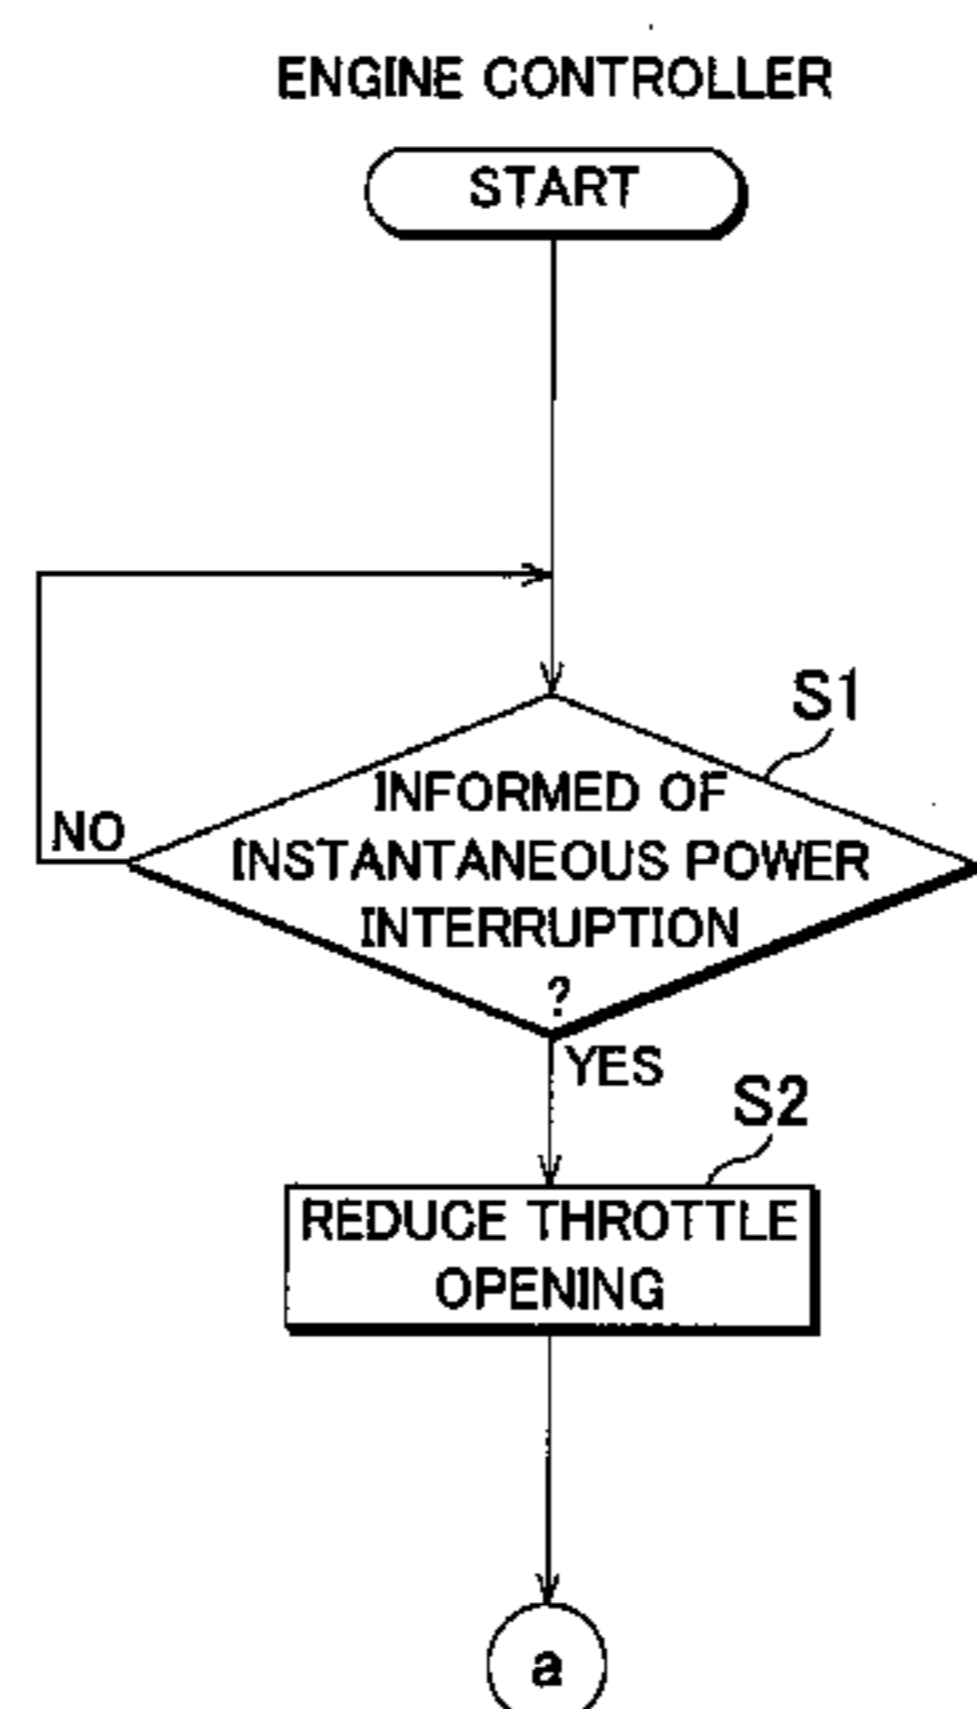 ENGINE CONTROLLER
START
S1
INFORMED OF
INSTANTANEOUS POWER
INTERRUPTION
?
NO
YES
S2
REDUCE THROTTLE
OPENING
a